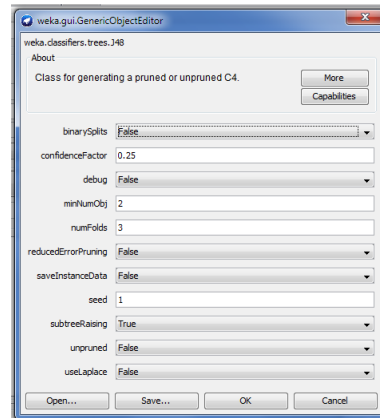 weka.gui.GenericObjectEditor
weka.classifiers.trees.J48
About
Class for generating a pruned or unpruned C4.
More
Capabilities
binarySplits False
confidenceFactor 0.25
debug False
minNumObj 2
numFolds 3
reducedErrorPruning False
saveInstanceData False
seed 1
subtreeRaising True
unpruned False
useLaplace False
Open... Save... OK Cancel